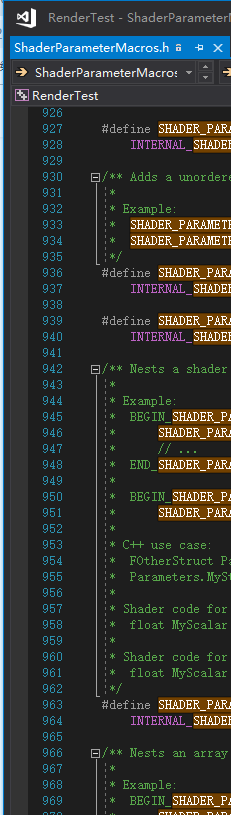 RenderTest - ShaderParameterM
ShaderParameterMacros.h
ShaderParameterMacros
RenderTest
926
927 #define SHADER_PARA
928 INTERNAL_SHADER
929
930 /** Adds a unordere
931 *
932 * Example:
933 * SHADER_PARAMETE
934 * SHADER_PARAMETE
935 */
936 #define SHADER_PARA
937 INTERNAL_SHADER
938
939 #define SHADER_PARA
940 INTERNAL_SHADER
941
942 /** Nests a shader
943 *
944 * Example:
945 * BEGIN_SHADER_PA
946 * SHADER_PARA
947 * // ...
948 * END_SHADER_PARA
949 *
950 * BEGIN_SHADER_PA
951 * SHADER_PARA
952 *
953 * C++ use case:
954 * FOtherStruct Pa
955 * Parameters.MySt
956 *
957 * Shader code for
958 * float MyScalar
959 *
960 * Shader code for
961 * float MyScalar
962 */
963 #define SHADER_PARA
964 INTERNAL_SHADER
965
966 /** Nests an array
967 *
968 * Example:
969 * BEGIN_SHADER_PA